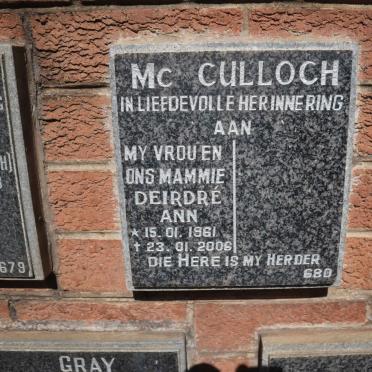 Mc CULLOCH
IN LIEFDEVOLLE HERINNERING
AAN
MY VROU EN
ONS MAMMIE
DEIRDRÉ
ANN
* 15.01.1961
† 23.01.2006
DIE HERE IS MY HERDER
680
679
GRAY